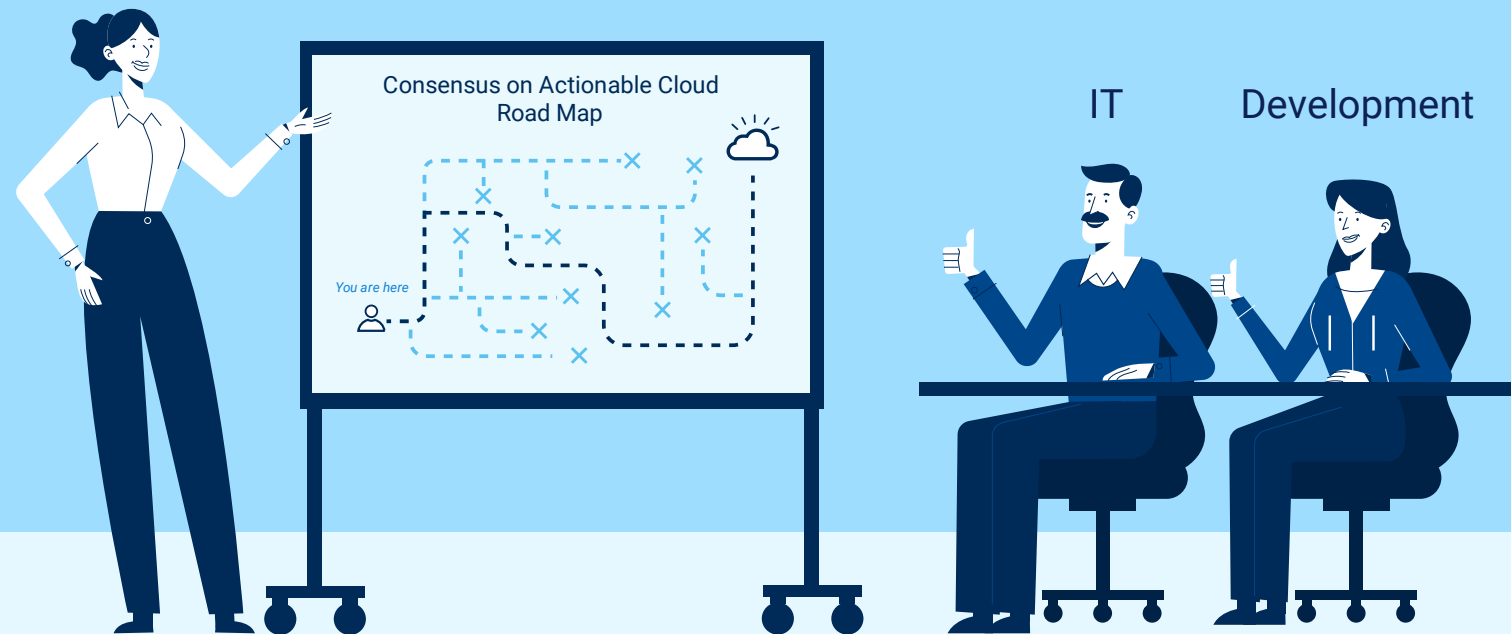 Consensus on Actionable Cloud
Road Map
You are here
IT
Development